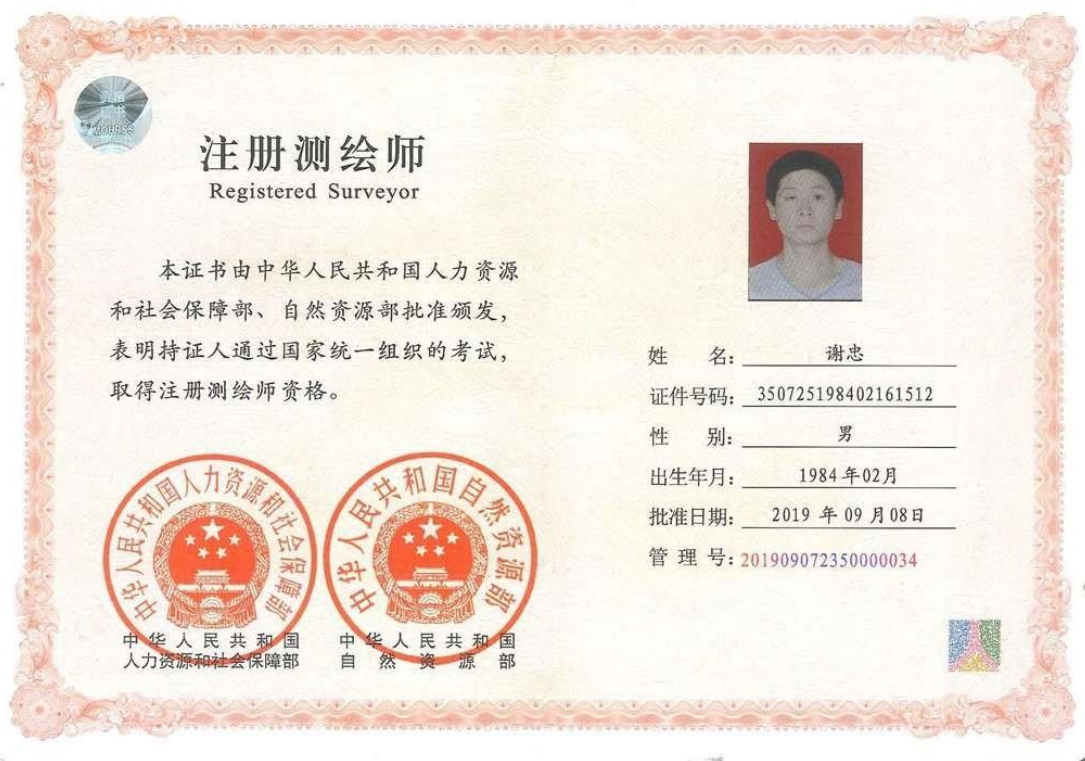 注册测绘师
Registered Surveyor
本证书由中华人民共和国人力资源
和社会保障部、自然资源部批准颁发，
表明持证人通过国家统一组织的考试，
取得注册测绘师资格。
中华人民共和国人力资源和社会保障部
中华人民共和国自然资源部
中华人民共和国
人力资源和社会保障部
中华人民共和国
自然资源部
姓 名： 谢忠
证件号码： 350725198402161512
性 别： 男
出生年月： 1984年02月
批准日期： 2019 年 09 月 08日
管 理 号： 201909072350000034